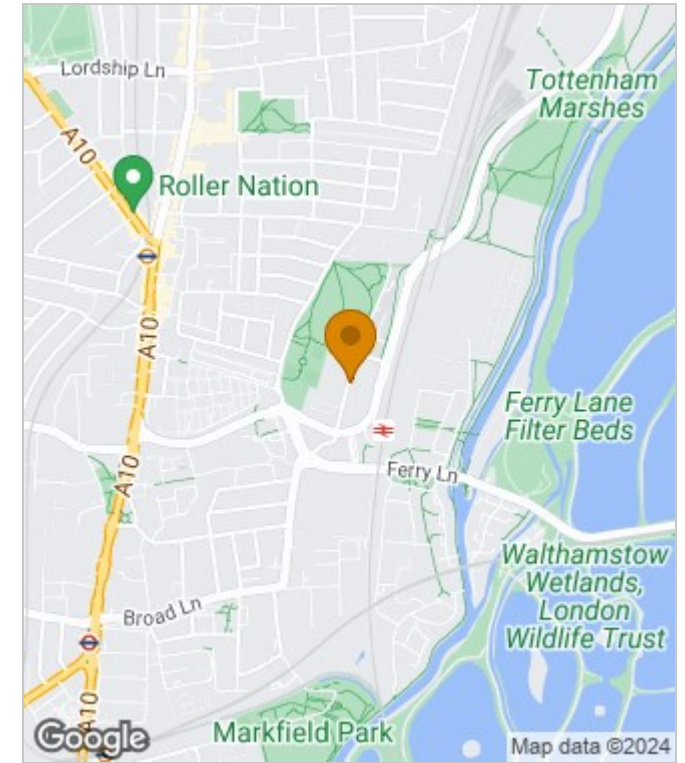 Lordship Ln
Tottenham
Marshes
A10
Roller Nation
A10
Ferry Lane
Filter Beds
A10
Ferry Ln
Walthamstow
Wetlands,
London
Wildlife Trust
Broad Ln
A10
Markfield Park
Google
Map data ©2024